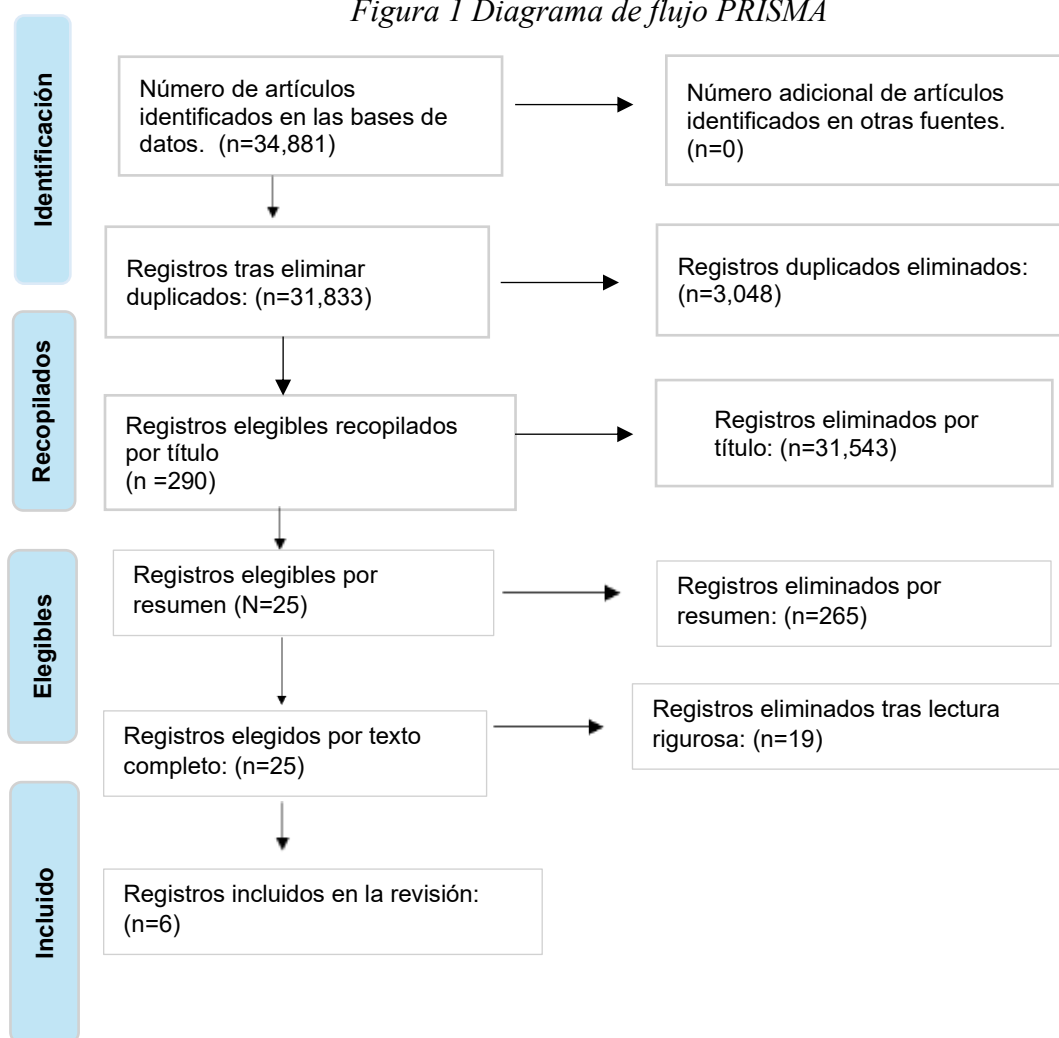 Figura 1 Diagrama de flujo PRISMA
Identificación
Número de artículos
identificados en las bases de
datos.  (n=34,881)
Número adicional de artículos
identificados en otras fuentes.
(n=0)
Registros tras eliminar
duplicados: (n=31,833)
Registros duplicados eliminados:
(n=3,048)
Recopilados
Registros elegibles recopilados
por título
(n =290)
Registros eliminados por
título: (n=31,543)
Elegibles
Registros elegibles por
resumen (N=25)
Registros eliminados por
resumen: (n=265)
Registros elegidos por texto
completo: (n=25)
Registros eliminados tras lectura
rigurosa: (n=19)
Incluido
Registros incluidos en la revisión:
(n=6)